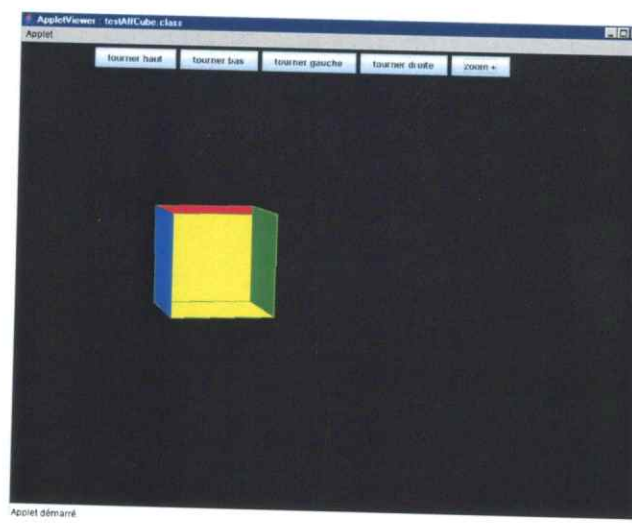 AppletViewer : testAffCube.class
Applet
tourner haut tourner bas tourner gauche tourner droite zoom +
Applet démarré.